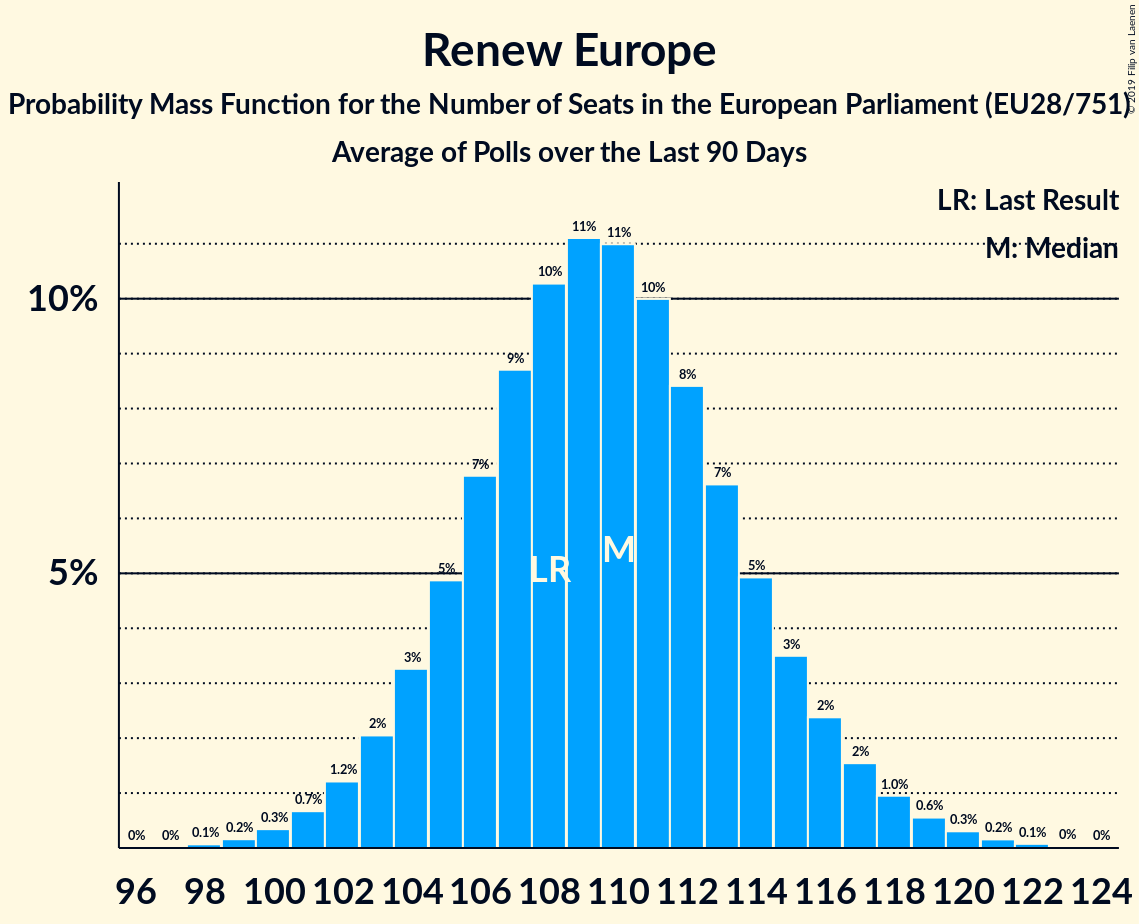 Renew Europe
Probability Mass Function for the Number of Seats in the European Parliament (EU28/751)
Average of Polls over the Last 90 Days
© 2019 Filip van Laenen
LR: Last Result
M: Median
10%
5%
0% 0% 0.1% 0.2% 0.3% 0.7% 1.2% 2% 3% 5% 7% 9% 10% 11% 11% 10% 8% 7% 5% 3% 2% 2% 1.0% 0.6% 0.3% 0.2% 0.1% 0% 0%
LR M
96 98 100 102 104 106 108 110 112 114 116 118 120 122 124